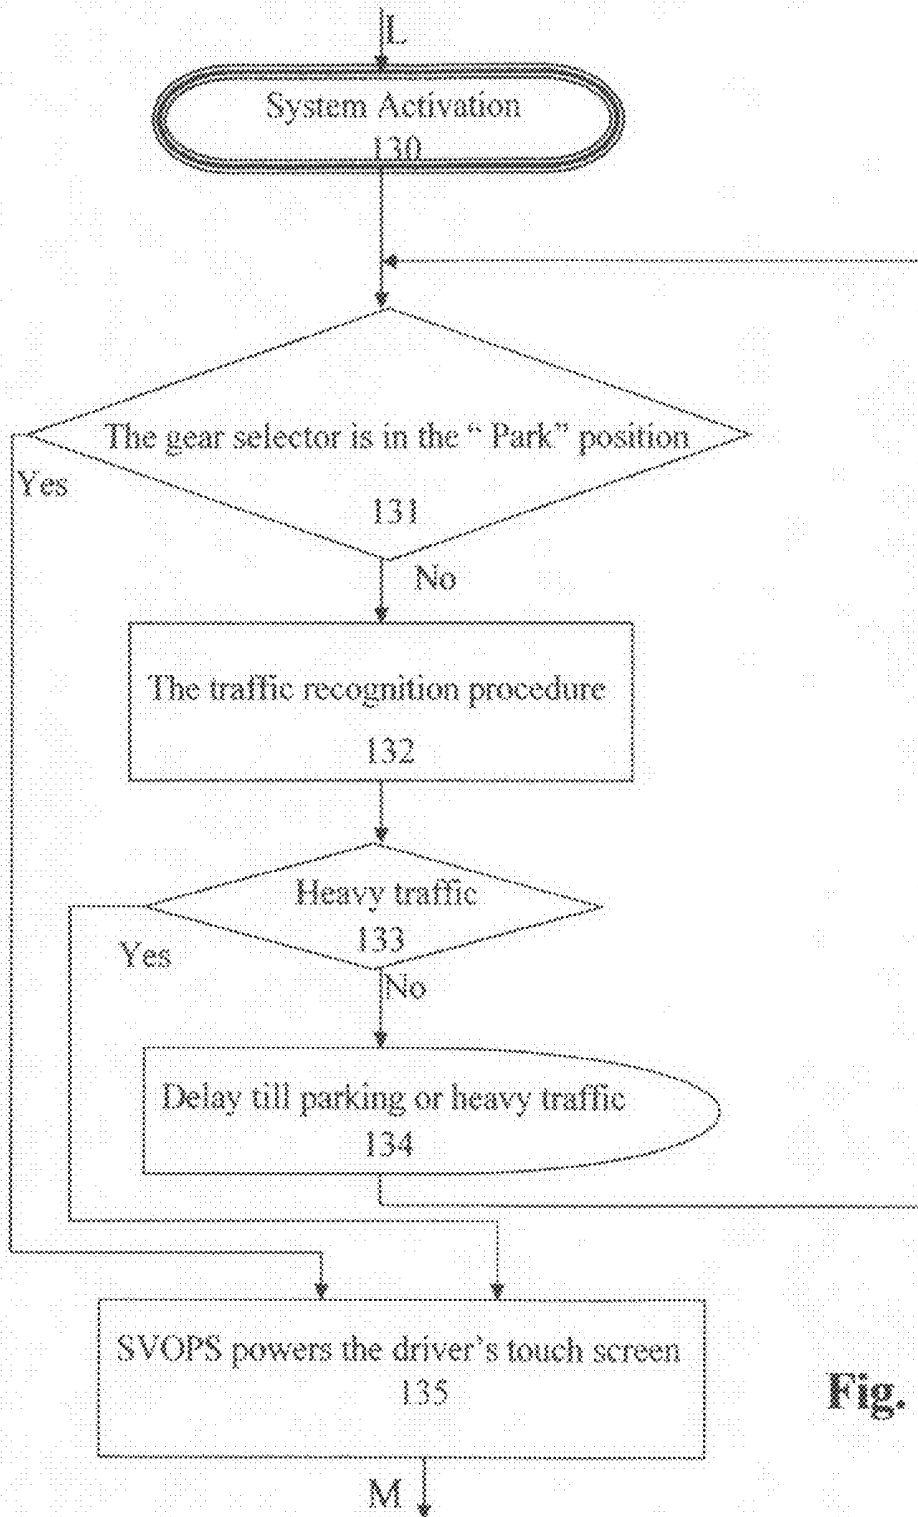 L
System Activation
130
The gear selector is in the “ Park” position
131
Yes
No
The traffic recognition procedure
132
Heavy traffic
133
Yes
No
Delay till parking or heavy traffic
134
SVOPS powers the driver's touch screen
135
Fig.
M